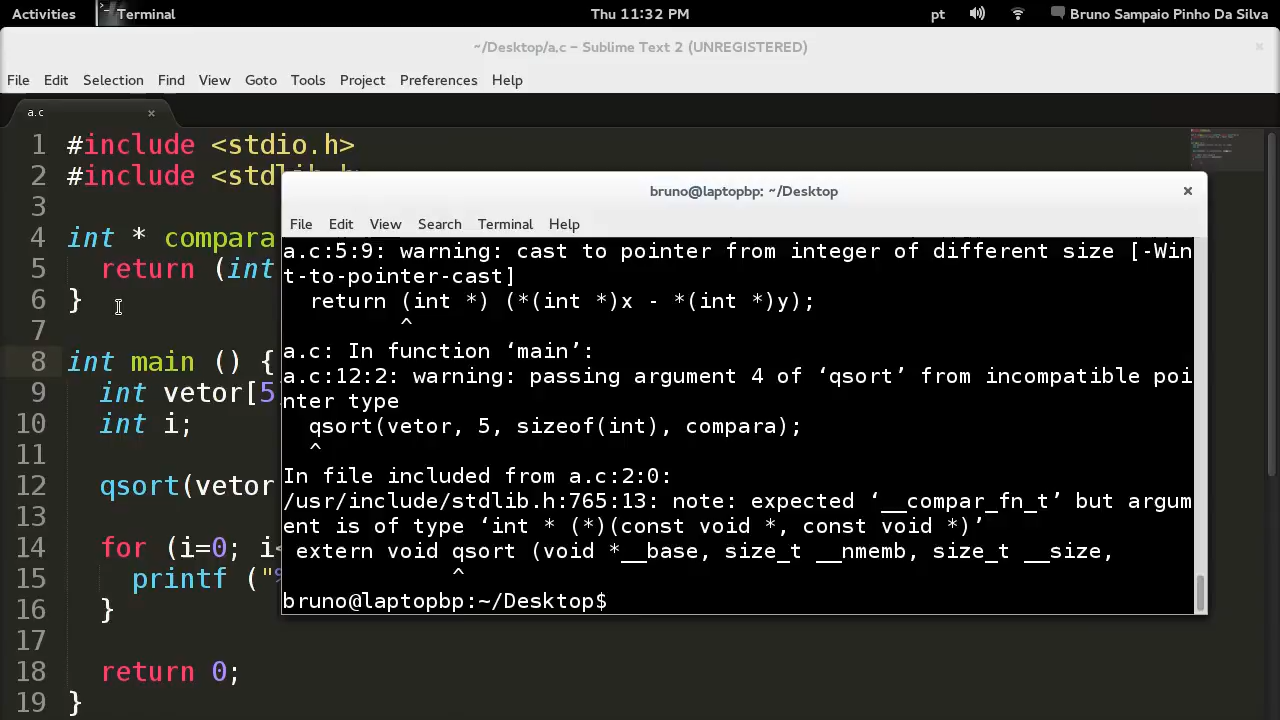 Activities Terminal Thu 11:32 PM pt Bruno Sampaio Pinho Da Silva
~/Desktop/a.c – Sublime Text 2 (UNREGISTERED)
File Edit Selection Find View Goto Tools Project Preferences Help
a.c
1 #include <stdio.h>
2 #include <stdlib.h>
3
4 int * compara
5 return (int
6 }
7
8 int main () {
9 int vetor[5
10 int i;
11
12 qsort(vetor
13
14 for (i=0; i<
15 printf ("%
16 }
17
18 return 0;
19 }
bruno@laptopbp: ~/Desktop
File Edit View Search Terminal Help
a.c:5:9: warning: cast to pointer from integer of different size [-Win
t-to-pointer-cast]
return (int *) (*(int *)x - *(int *)y);
^
a.c: In function ‘main’:
a.c:12:2: warning: passing argument 4 of ‘qsort’ from incompatible poi
nter type
qsort(vetor, 5, sizeof(int), compara);
^
In file included from a.c:2:0:
/usr/include/stdlib.h:765:13: note: expected ‘__compar_fn_t’ but argum
ent is of type ‘int * (*)(const void *, const void *)’
extern void qsort (void *__base, size_t __nmemb, size_t __size,
^
bruno@laptopbp:~/Desktop$